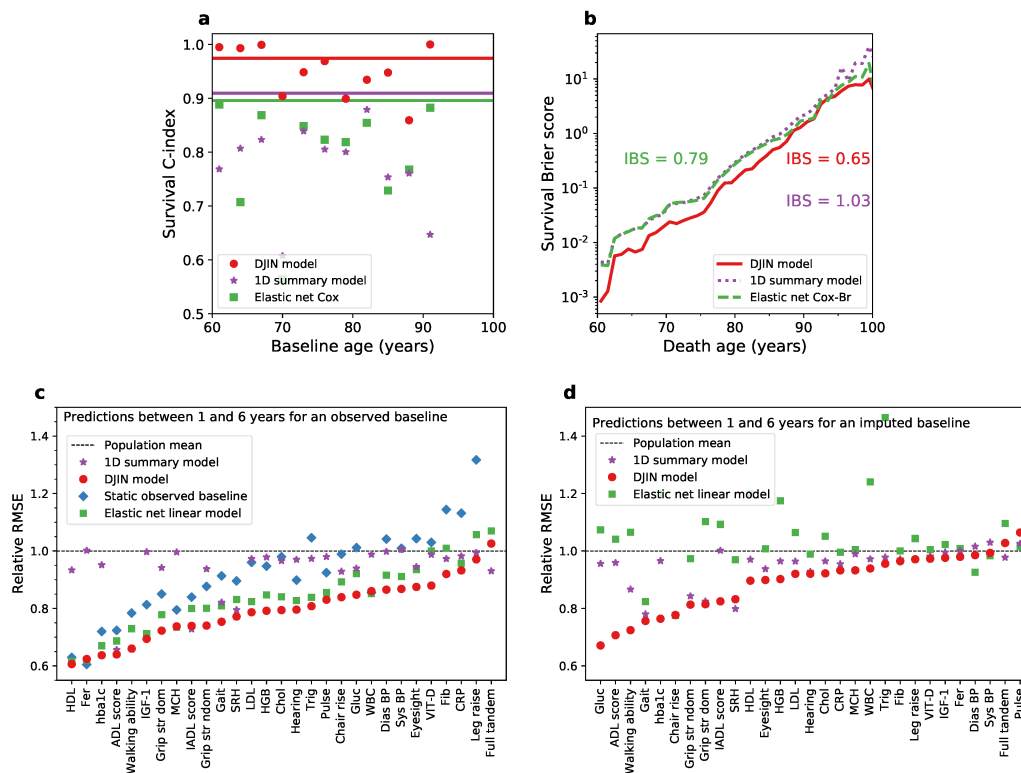 a
Survival C-index
1.0
0.9
0.8
0.7
0.6
0.5
DJIN model
1D summary model
Elastic net Cox
60
70
80
90
100
Baseline age (years)
b
Survival Brier score
10^1
10^0
10^-1
10^-2
10^-3
IBS = 0.79
IBS = 0.65
IBS = 1.03
DJIN model
1D summary model
Elastic net Cox-Br
60
70
80
90
100
Death age (years)
c
Relative RMSE
1.4
1.2
1.0
0.8
0.6
Predictions between 1 and 6 years for an observed baseline
Population mean
1D summary model
DJIN model
Static observed baseline
Elastic net linear model
HDL
Fer
hba1c
ADL score
Walking ability
IGF-1
Grip str dom
MCH
IADL score
Grip str ndom
Gait
SRH
LDL
HGB
Chol
Hearing
Trig
Pulse
Chair rise
Gluc
WBC
Dias BP
Sys BP
Eyesight
VIT-D
Fib
CRP
Leg raise
Full tandem
d
Relative RMSE
1.4
1.2
1.0
0.8
0.6
Predictions between 1 and 6 years for an imputed baseline
Population mean
1D summary model
DJIN model
Elastic net linear model
Gluc
ADL score
Walking ability
Gait
hba1c
Chair rise
Grip str ndom
Grip str dom
IADL score
SRH
HDL
Eyesight
HGB
LDL
Hearing
Chol
CRP
MCH
WBC
Trig
Fib
Leg raise
VIT-D
IGF-1
Fer
Dias BP
Sys BP
Full tandem
Pulse